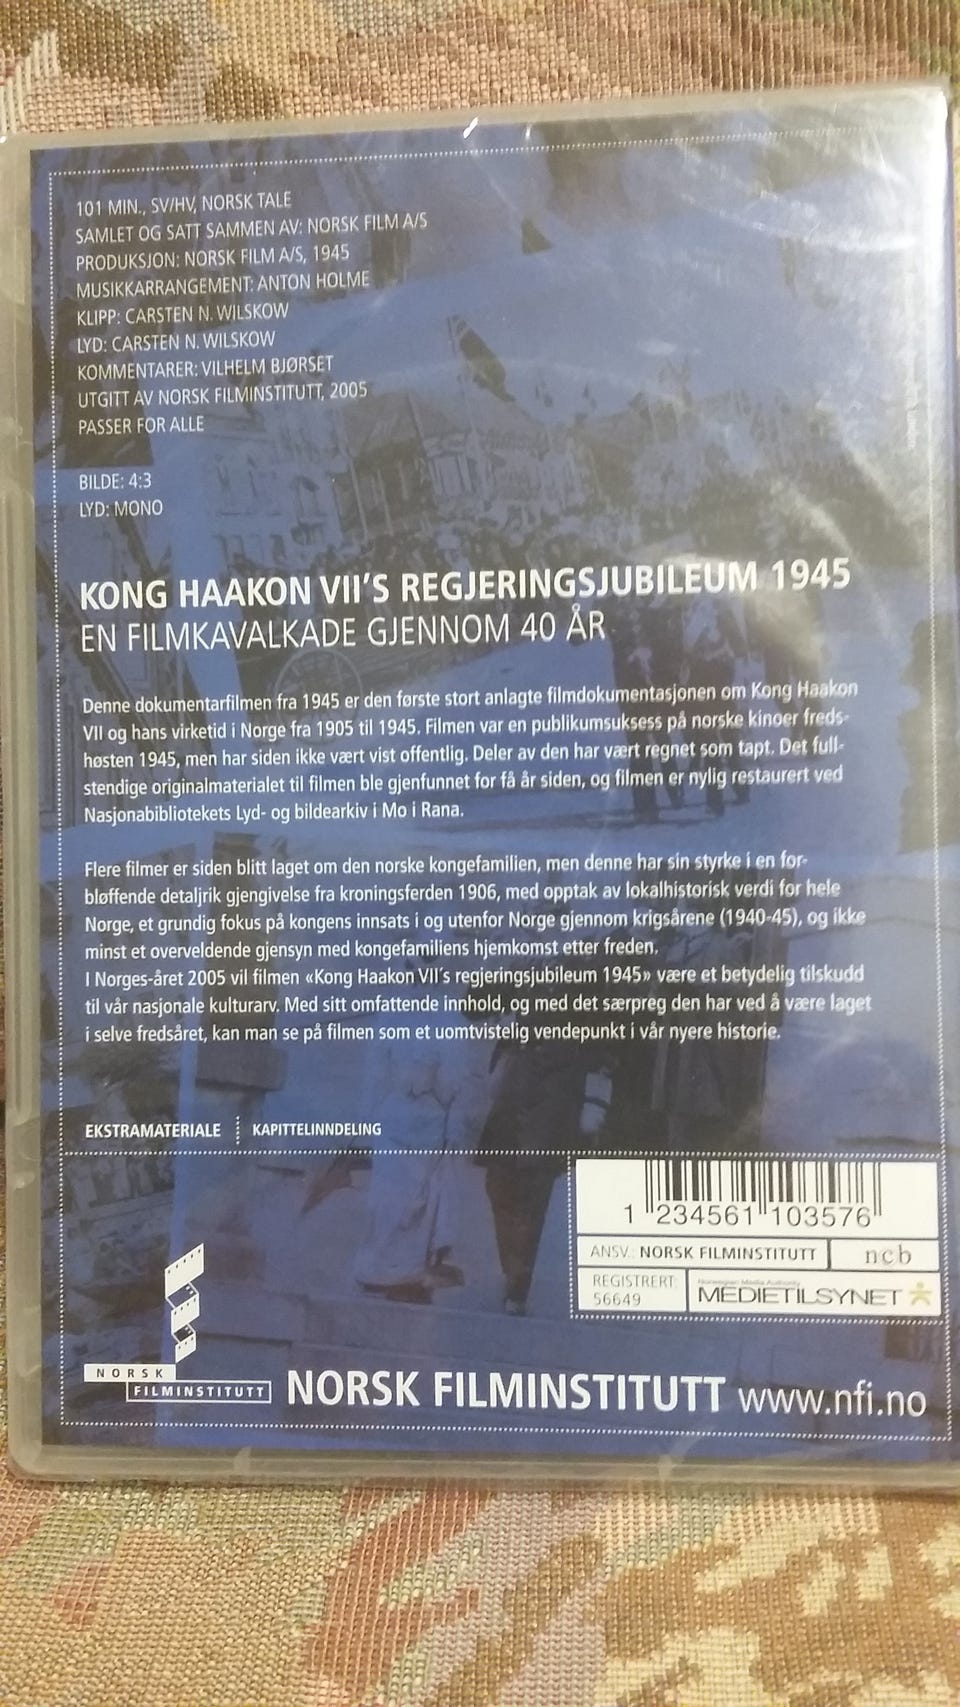 101 MIN., SV/HV, NORSK TALE
SAMLET OG SATT SAMMEN AV: NORSK FILM A/S
PRODUKSJON: NORSK FILM A/S, 1945
MUSIKKARRANGEMENT: ANTON HOLME
KLIPP: CARSTEN N. WILSKOW
LYD: CARSTEN N. WILSKOW
KOMMENTARER: VILHELM BJØRSET
UTGITT AV NORSK FILMINSTITUTT, 2005
PASSER FOR ALLE
BILDE: 4:3
LYD: MONO
KONG HAAKON VII'S REGJERINGSJUBILEUM 1945
EN FILMKAVALKADE GJENNOM 40 ÅR
Denne dokumentarfilmen fra 1945 er den første stort anlagte filmdokumentasjonen om Kong Haakon
VII og hans virketid i Norge fra 1905 til 1945. Filmen var en publikumsuksess på norske kinoer freds-
høsten 1945, men har siden ikke vært vist offentlig. Deler av den har vært regnet som tapt. Det full-
stendige originalmaterialet til filmen ble gjenfunnet for få år siden, og filmen er nylig restaurert ved
Nasjonabibliotekets Lyd- og bildearkiv i Mo i Rana.
Flere filmer er siden blitt laget om den norske kongefamilien, men denne har sin styrke i en for-
bløffende detaljrik gjengivelse fra kroningsferden 1906, med opptak av lokalhistorisk verdi for hele
Norge, et grundig fokus på kongens innsats i og utenfor Norge gjennom krigsårene (1940-45), og ikke
minst et overveldende gjensyn med kongefamiliens hjemkomst etter freden.
I Norges-året 2005 vil filmen «Kong Haakon VII's regjeringsjubileum 1945» være et betydelig tilskudd
til vår nasjonale kulturarv. Med sitt omfattende innhold, og med det særpreg den har ved å være laget
i selve fredsåret, kan man se på filmen som et uomtvistelig vendepunkt i vår nyere historie.
EKSTRAMATERIALE KAPITTELINNDELING
1 234561 103576
ANSV.: NORSK FILMINSTITUTT ncb
REGISTRERT:
56649
Norwegian Media Authority
MEDIETILSYNET
NORSK
FILMINSTITUTT
NORSK FILMINSTITUTT www.nfi.no